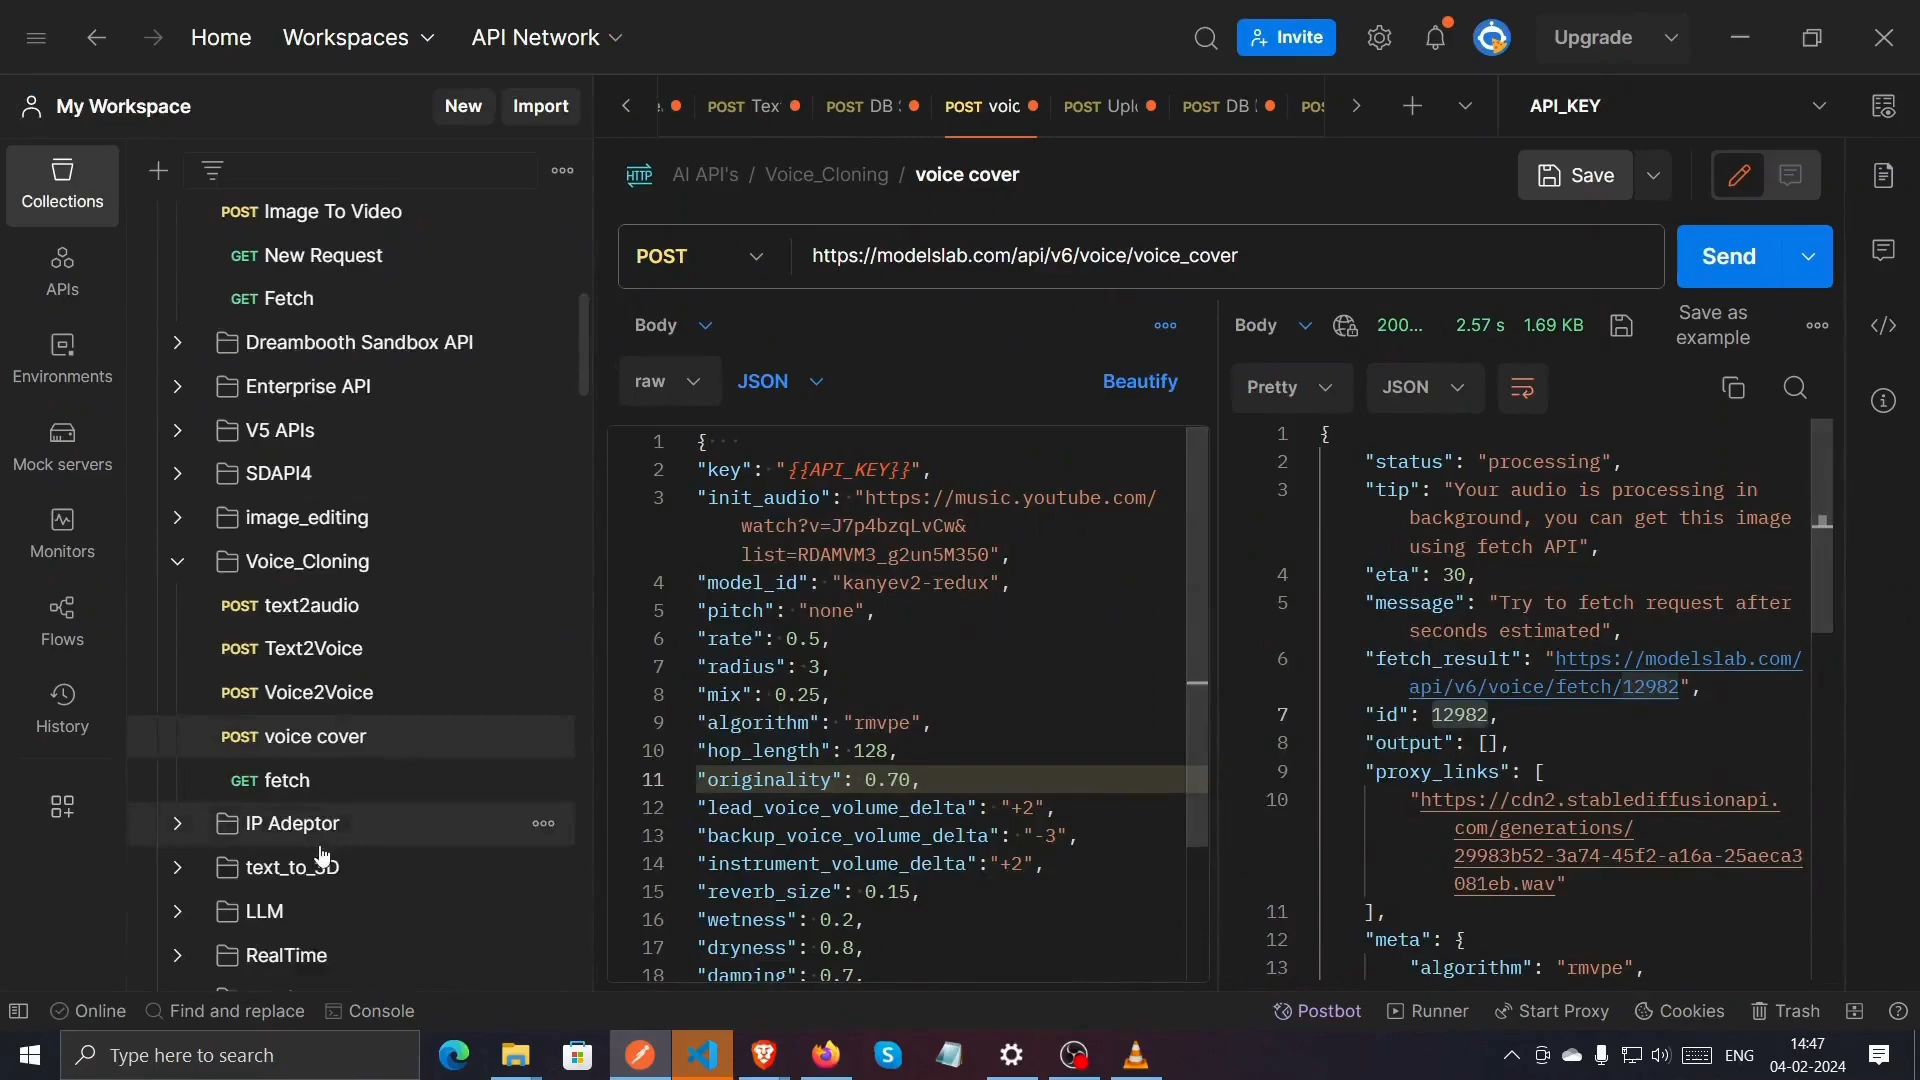 Home
Workspaces
API Network
Invite
Upgrade
My Workspace
New
Import
POST Tex
POST DB
POST voic
POST Upl
POST DB
API_KEY
Collections
APIs
Environments
Mock servers
Monitors
Flows
History
POST Image To Video
GET New Request
GET Fetch
Dreambooth Sandbox API
Enterprise API
V5 APIs
SDAPI4
image_editing
Voice_Cloning
POST text2audio
POST Text2Voice
POST Voice2Voice
POST voice cover
GET fetch
IP Adeptor
text_to_3D
LLM
RealTime
HTTP AI API's / Voice_Cloning / voice cover
Save
POST
https://modelslab.com/api/v6/voice/voice_cover
Send
Body
raw
JSON
Beautify
1 {
2 "key": "{{API_KEY}}",
3 "init_audio": "https://music.youtube.com/
watch?v=J7p4bzqLvCw&
list=RDAMVM3_g2un5M350",
4 "model_id": "kanyev2-redux",
5 "pitch": "none",
6 "rate": 0.5,
7 "radius": 3,
8 "mix": 0.25,
9 "algorithm": "rmvpe",
10 "hop_length": 128,
11 "originality": 0.70,
12 "lead_voice_volume_delta": "+2",
13 "backup_voice_volume_delta": "-3",
14 "instrument_volume_delta":"+2",
15 "reverb_size": 0.15,
16 "wetness": 0.2,
17 "dryness": 0.8,
18 "damping": 0.7,
Body
200...
2.57 s
1.69 KB
Save as
example
Pretty
JSON
1 {
2 "status": "processing",
3 "tip": "Your audio is processing in
background, you can get this image
using fetch API",
4 "eta": 30,
5 "message": "Try to fetch request after
seconds estimated",
6 "fetch_result": "https://modelslab.com/
api/v6/voice/fetch/12982",
7 "id": 12982,
8 "output": [],
9 "proxy_links": [
10 "https://cdn2.stablediffusionapi.
com/generations/
29983b52-3a74-45f2-a16a-25aeca3
081eb.wav"
11 ],
12 "meta": {
13 "algorithm": "rmvpe",
Online
Find and replace
Console
Postbot
Runner
Start Proxy
Cookies
Trash
Type here to search
ENG
14:47
04-02-2024